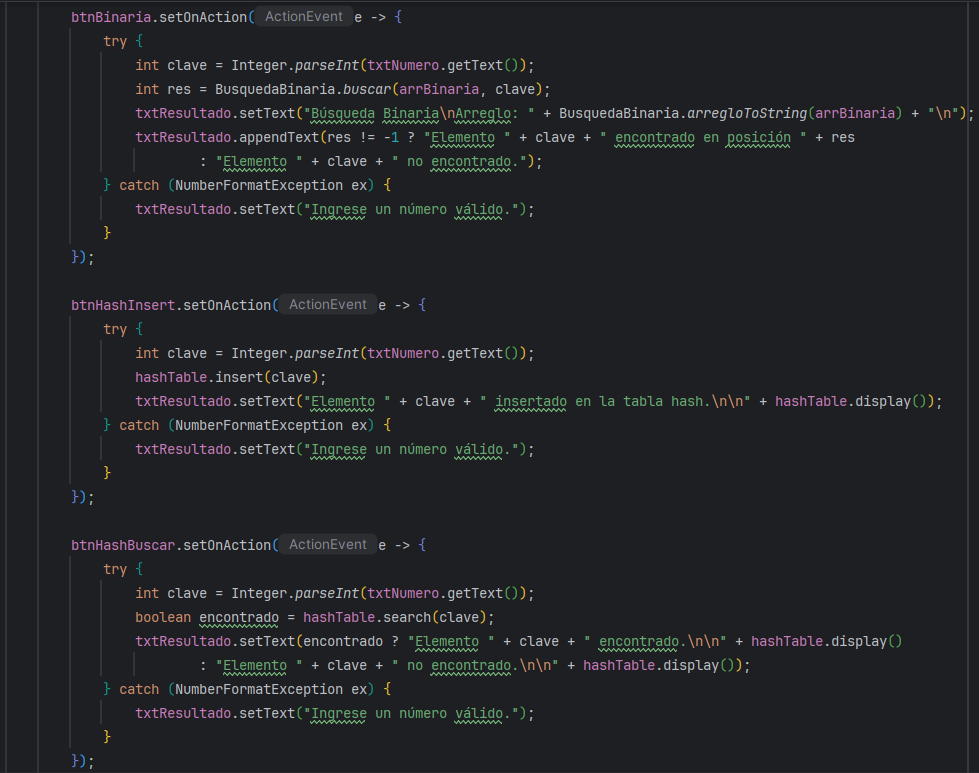 btnBinaria.setOnAction( ActionEvent e -> {
try {
int clave = Integer.parseInt(txtNumero.getText());
int res = BusquedaBinaria.buscar(arrBinaria, clave);
txtResultado.setText("Búsqueda Binaria\nArreglo: " + BusquedaBinaria.arregloToString(arrBinaria) + "\n");
txtResultado.appendText(res != -1 ? "Elemento " + clave + " encontrado en posición " + res
: "Elemento " + clave + " no encontrado.");
} catch (NumberFormatException ex) {
txtResultado.setText("Ingrese un número válido.");
}
});
btnHashInsert.setOnAction( ActionEvent e -> {
try {
int clave = Integer.parseInt(txtNumero.getText());
hashTable.insert(clave);
txtResultado.setText("Elemento " + clave + " insertado en la tabla hash.\n\n" + hashTable.display());
} catch (NumberFormatException ex) {
txtResultado.setText("Ingrese un número válido.");
}
});
btnHashBuscar.setOnAction( ActionEvent e -> {
try {
int clave = Integer.parseInt(txtNumero.getText());
boolean encontrado = hashTable.search(clave);
txtResultado.setText(encontrado ? "Elemento " + clave + " encontrado.\n\n" + hashTable.display()
: "Elemento " + clave + " no encontrado.\n\n" + hashTable.display());
} catch (NumberFormatException ex) {
txtResultado.setText("Ingrese un número válido.");
}
});